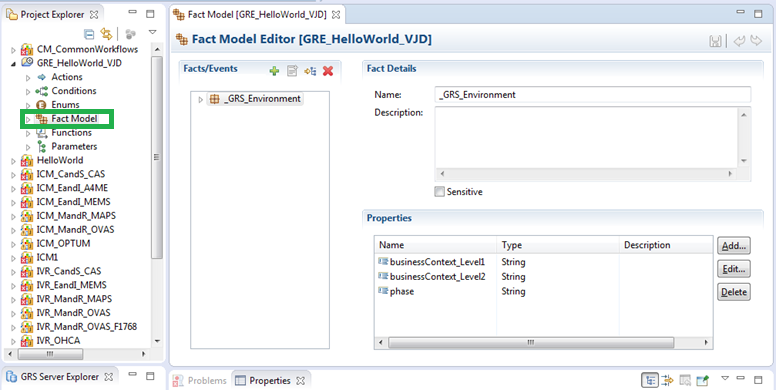 Project Explorer
CM_CommonWorkflows
GRE_HelloWorld_VJD
Actions
Conditions
Enums
Fact Model
Functions
Parameters
HelloWorld
ICM_CandS_CAS
ICM_EandI_A4ME
ICM_EandI_MEMS
ICM_MandR_MAPS
ICM_MandR_OVAS
ICM_OPTUM
ICM1
IVR_CandS_CAS
IVR_EandI_MEMS
IVR_MandR_MAPS
IVR_MandR_OVAS
IVR_MandR_OVAS_F1768
IVR_OHCA
GRS Server Explorer
Fact Model [GRE_HelloWorld_VJD]
Fact Model Editor [GRE_HelloWorld_VJD]
Facts/Events
_GRS_Environment
Fact Details
Name: _GRS_Environment
Description:
Sensitive
Properties
Name Type Description
businessContext_Level1 String
businessContext_Level2 String
phase String
Add...
Edit...
Delete
Problems Properties